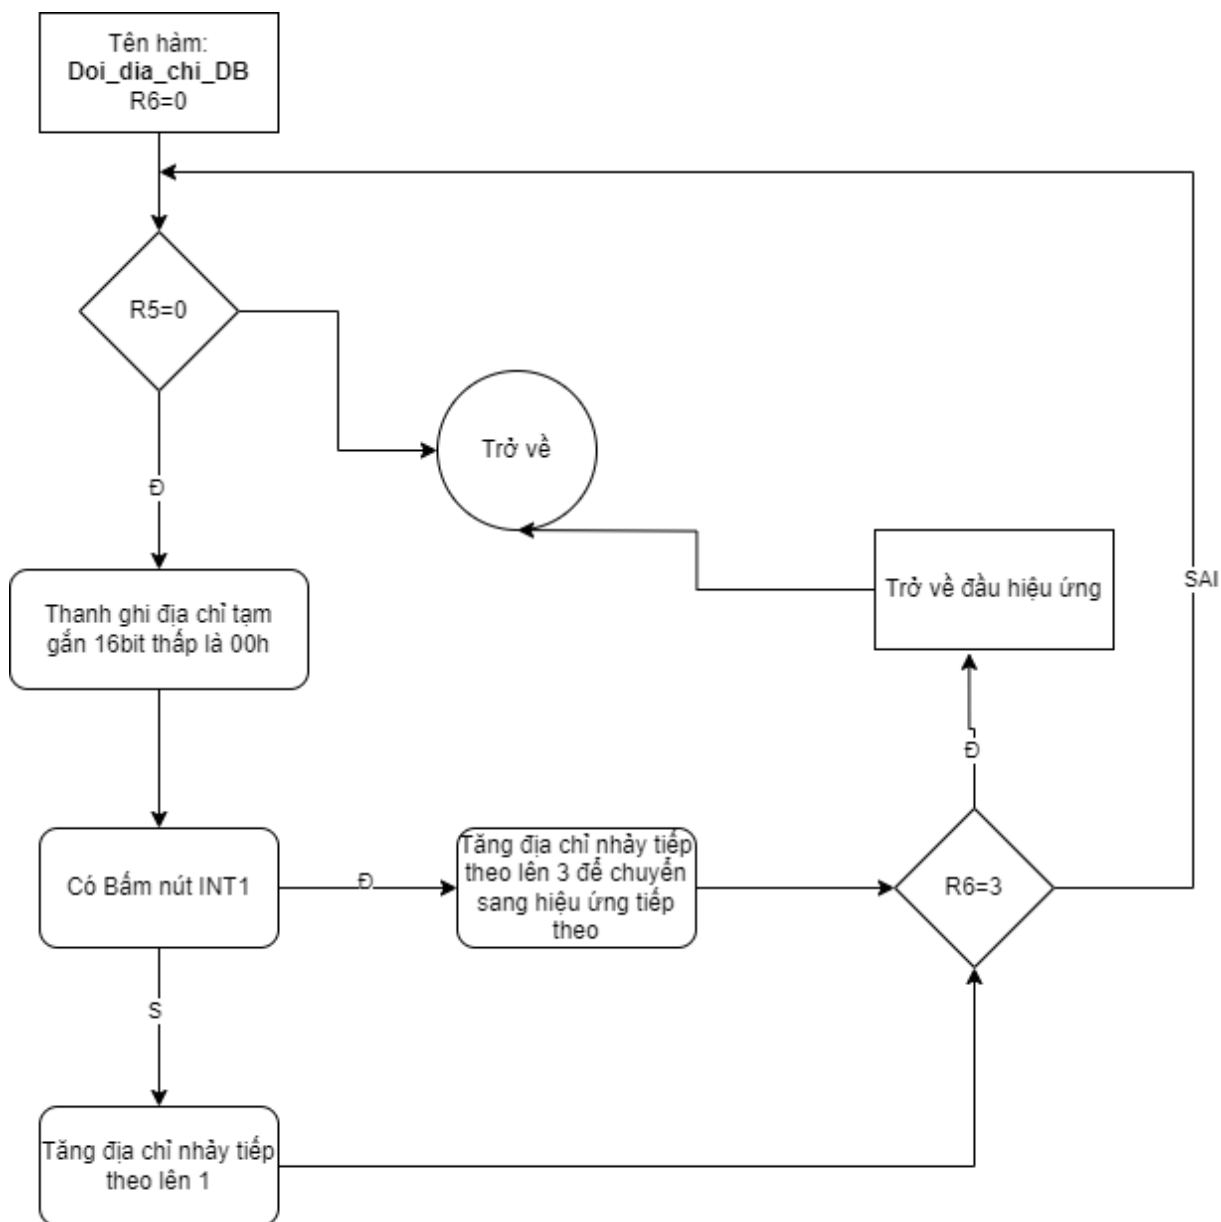 Tên hàm:
Doi_dia_chi_DB
R6=0
R5=0
Trở về
Đ
Thanh ghi địa chỉ tạm
gắn 16bit thấp là 00h
Trở về đầu hiệu ứng
SAI
Đ
Có Bấm nút INT1
Đ
Tăng địa chỉ nhảy tiếp
theo lên 3 để chuyển
sang hiệu ứng tiếp
theo
R6=3
S
Tăng địa chỉ nhảy tiếp
theo lên 1